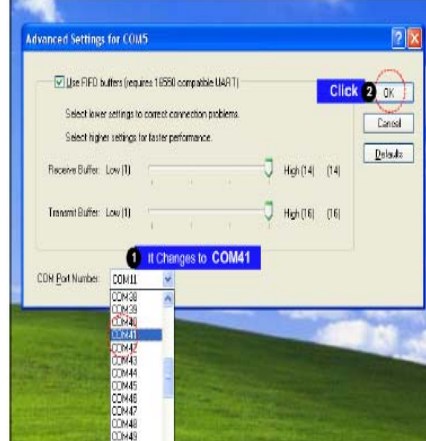 Advanced Settings for COM5
Use FIFO buffers (requires 16550 compatible UART)
Click 2 OK
Select lower settings to correct connection problems.
Cancel
Select higher settings for faster performance.
Defaults
Receive Buffer: Low (1) High (14) (14)
Transmit Buffer: Low (1) High (16) (16)
1 It Changes to COM41
COM Port Number: COM11
COM38
COM39
COM40
COM41
COM42
COM43
COM44
COM45
COM46
COM47
COM48
COM49